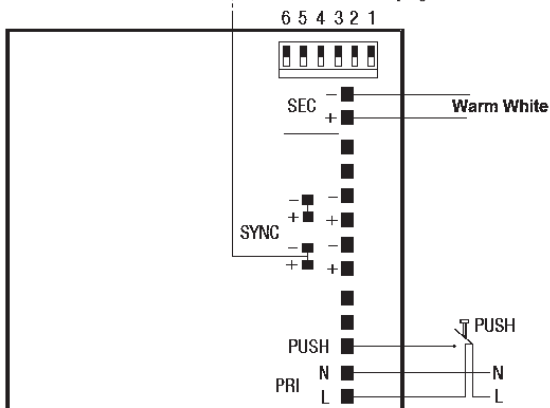 6 5 4 3 2 1
SEC
−
+
Warm White
− −
+ +
SYNC
− −
+ +
PUSH
PUSH
PRI
N
N
L
L